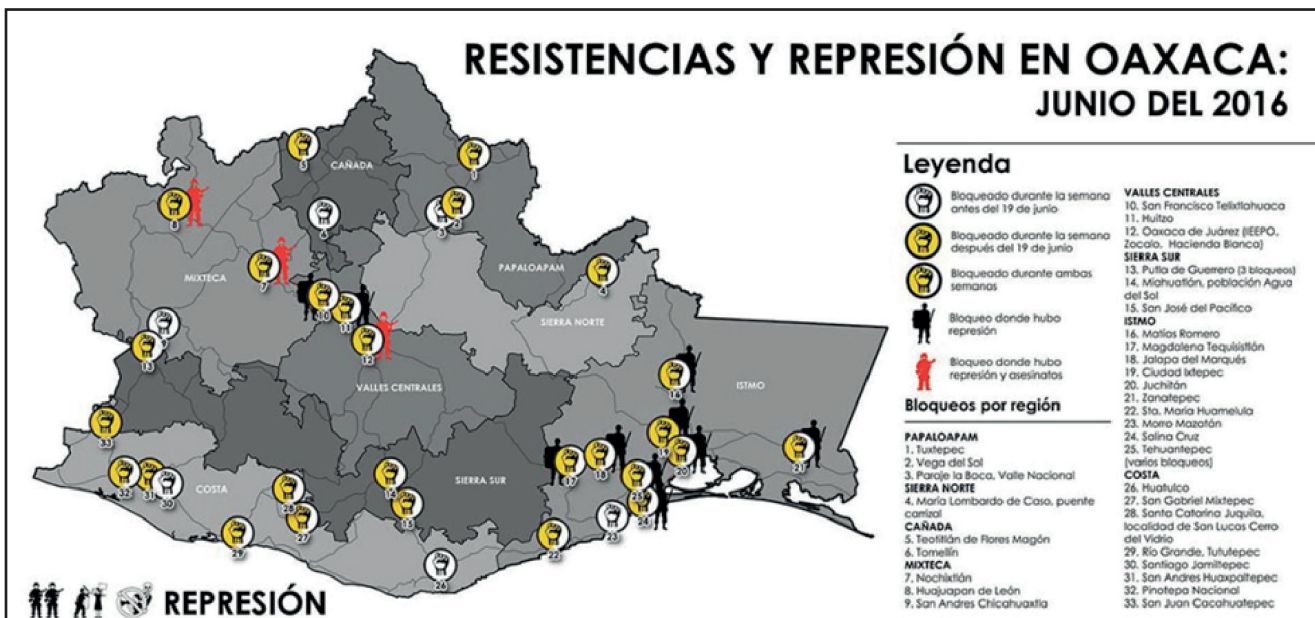 RESISTENCIAS Y REPRESIÓN EN OAXACA:
JUNIO DEL 2016
Leyenda
Bloqueado durante la semana
antes del 19 de junio
Bloqueado durante la semana
después del 19 de junio
Bloqueado durante ambas
semanas
Bloqueo donde hubo
represión
Bloqueo donde hubo
represión y asesinatos
Bloqueos por región
PAPALOAPAM
1. Tuxtepec
2. Vega del Sol
3. Paraje la Boca, Valle Nacional
SIERRA NORTE
4. María Lombardo de Caso, puente
carrizal
CAÑADA
5. Teotitlán de Flores Magón
6. Tomellín
MIXTECA
7. Nochixtlán
8. Huajuapan de León
9. San Andres Chicahuaxtla
VALLES CENTRALES
10. San Francisco Telixtlahuaca
11. Huitzo
12. Oaxaca de Juárez (IEEPO,
Zocalo, Hacienda Blanca)
SIERRA SUR
13. Putla de Guerrero (3 bloqueos)
14. Miahuatlán, población Agua
del Sol
15. San José del Pacífico
ISTMO
16. Matías Romero
17. Magdalena Tequisistlán
18. Jalapa del Marqués
19. Ciudad Ixtepec
20. Juchitán
21. Zanatepec
22. Sta. María Huamelula
23. Morro Mazatán
24. Salina Cruz
25. Tehuantepec
(varios bloqueos)
COSTA
26. Huatulco
27. San Gabriel Mixtepec
28. Santa Catarina Juquila,
localidad de San Lucas Cerro
del Vidrio
29. Río Grande, Tututepec
30. Santiago Jamiltepec
31. San Andres Huaxpaltepec
32. Pinotepa Nacional
33. San Juan Cacahuatepec
5
CAÑADA
1
8
6
3
2
MIXTECA
7
PAPALOAPAM
4
10
11
SIERRA NORTE
9
13
12
VALLES CENTRALES
16
ISTMO
33
19
20
21
17
18
32
31
30
COSTA
28
14
SIERRA SUR
25
24
15
27
23
29
22
26
REPRESIÓN